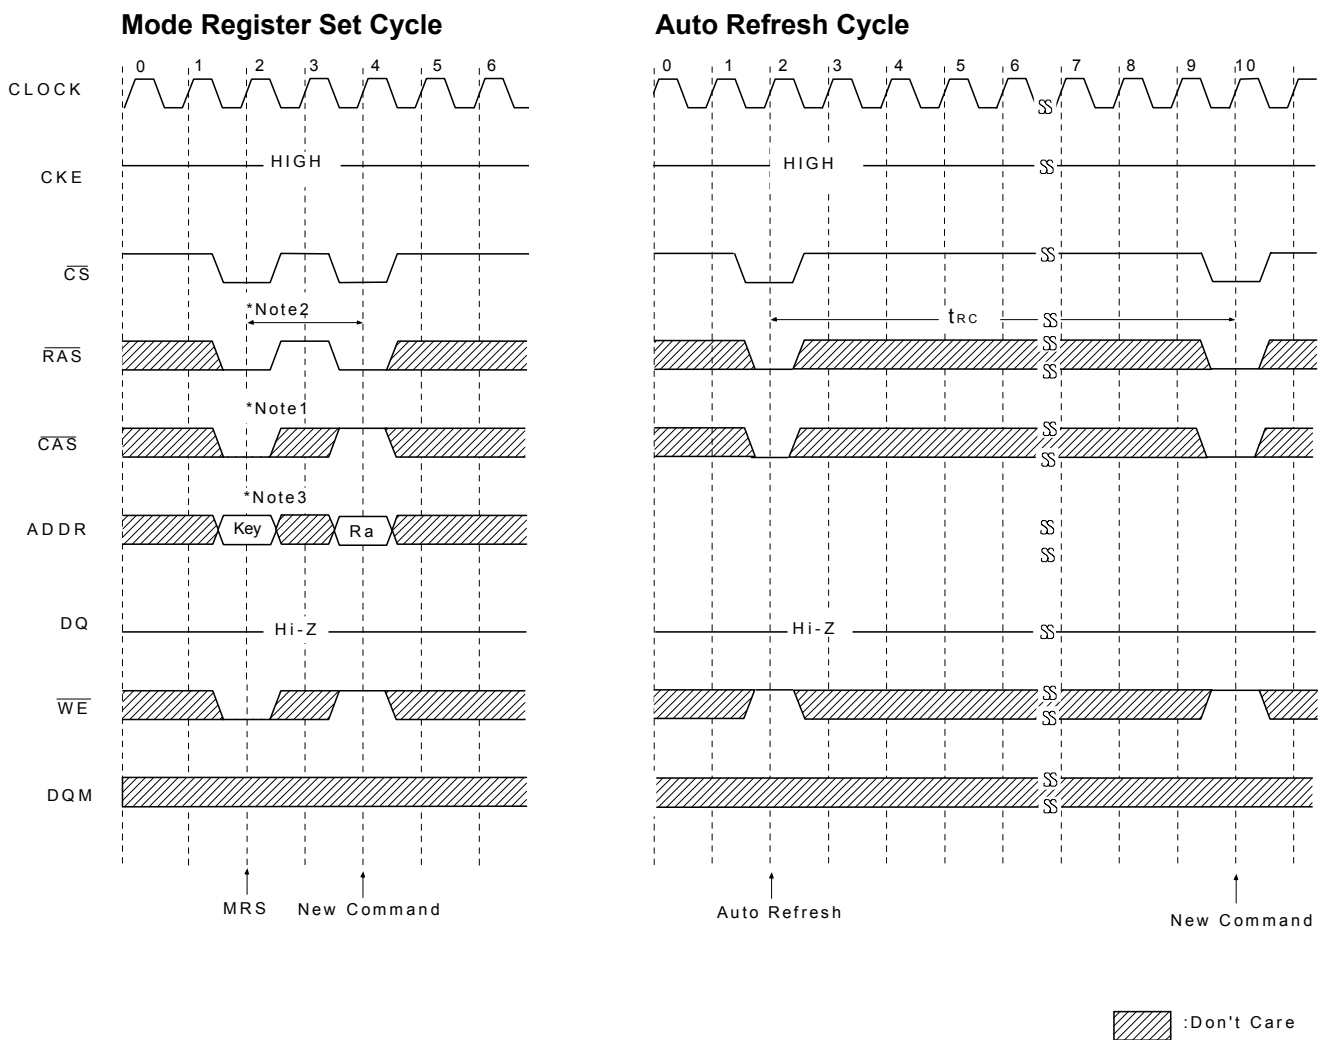 Mode Register Set Cycle
Auto Refresh Cycle
0 1 2 3 4 5 6
0 1 2 3 4 5 6 7 8 9 10
CLOCK
HIGH
HIGH
CKE
CS
*Note2
tRC
RAS
*Note1
CAS
*Note3
ADDR
Key
Ra
DQ
Hi-Z
Hi-Z
WE
DQM
MRS
New Command
Auto Refresh
New Command
:Don't Care